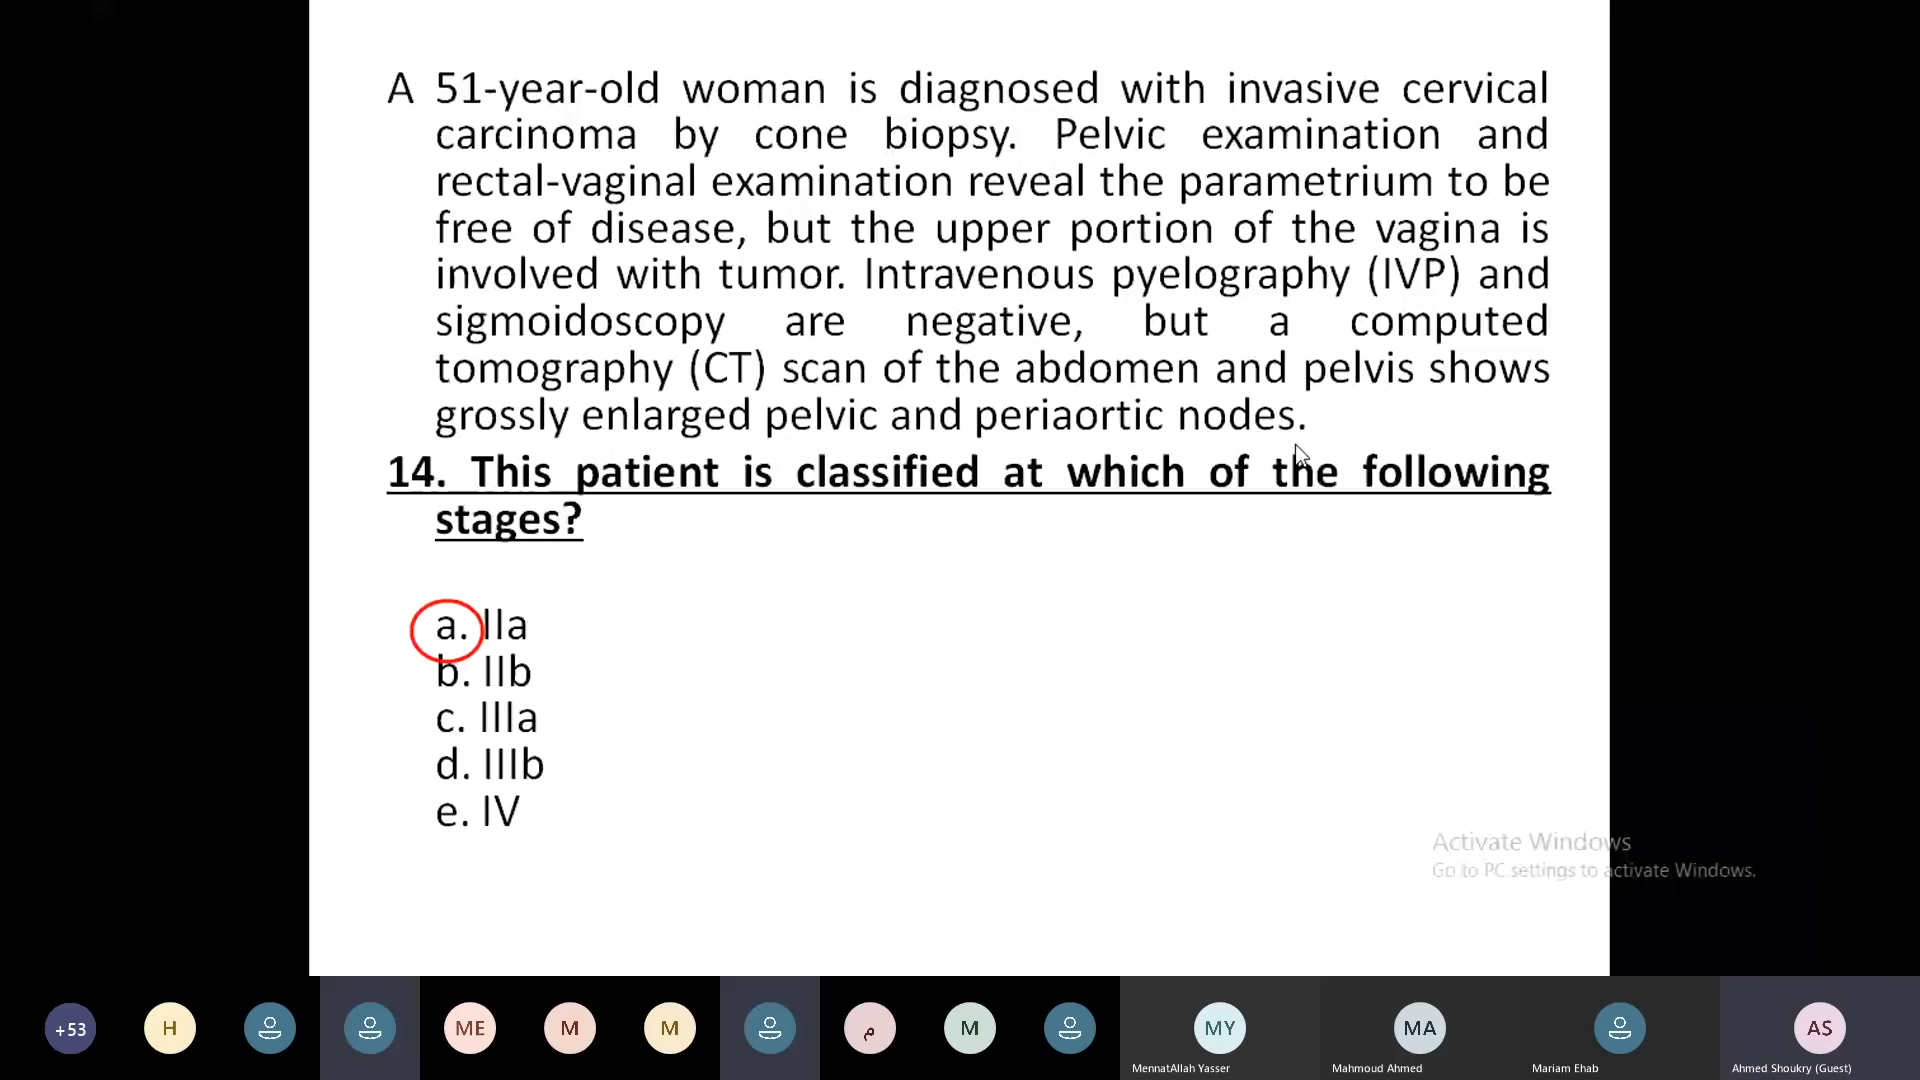 A 51-year-old woman is diagnosed with invasive cervical
carcinoma by cone biopsy. Pelvic examination and
rectal-vaginal examination reveal the parametrium to be
free of disease, but the upper portion of the vagina is
involved with tumor. Intravenous pyelography (IVP) and
sigmoidoscopy are negative, but a computed
tomography (CT) scan of the abdomen and pelvis shows
grossly enlarged pelvic and periaortic nodes.
14. This patient is classified at which of the following
stages?
a. IIa
b. IIb
c. IIIa
d. IIIb
e. IV
Activate Windows
Go to PC settings to activate Windows.
+53
H
ME
M
M
م
M
MY
MA
AS
MennatAllah Yasser
Mahmoud Ahmed
Mariam Ehab
Ahmed Shoukry (Guest)